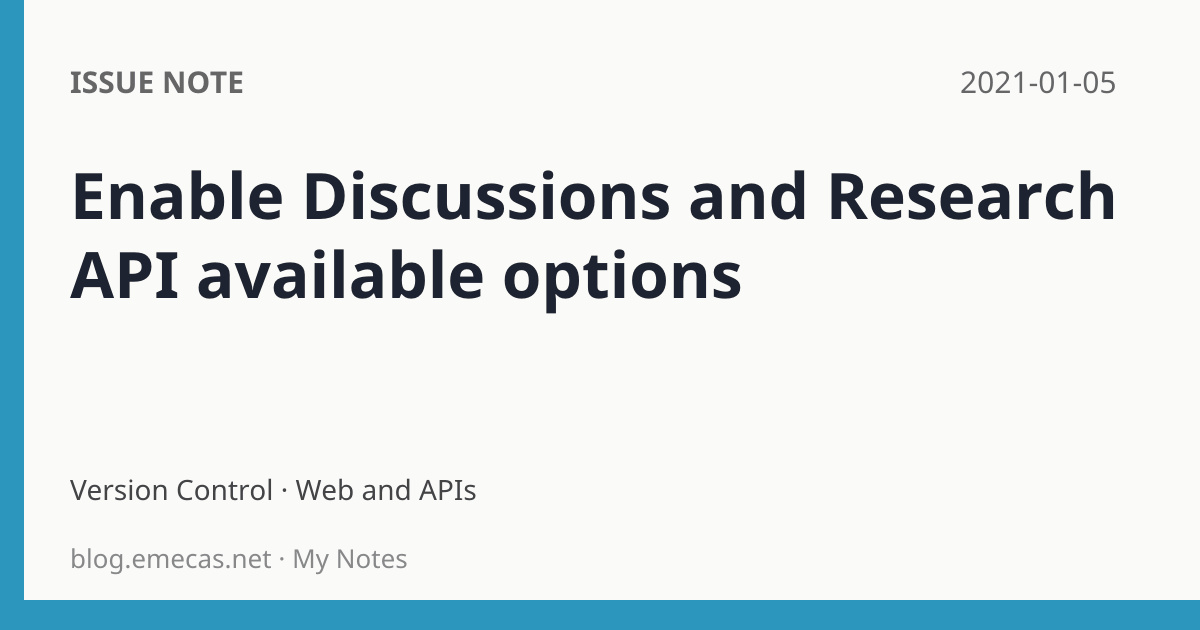 ISSUE NOTE
2021-01-05
Enable Discussions and Research
API available options
Version Control · Web and APIs
blog.emecas.net · My Notes